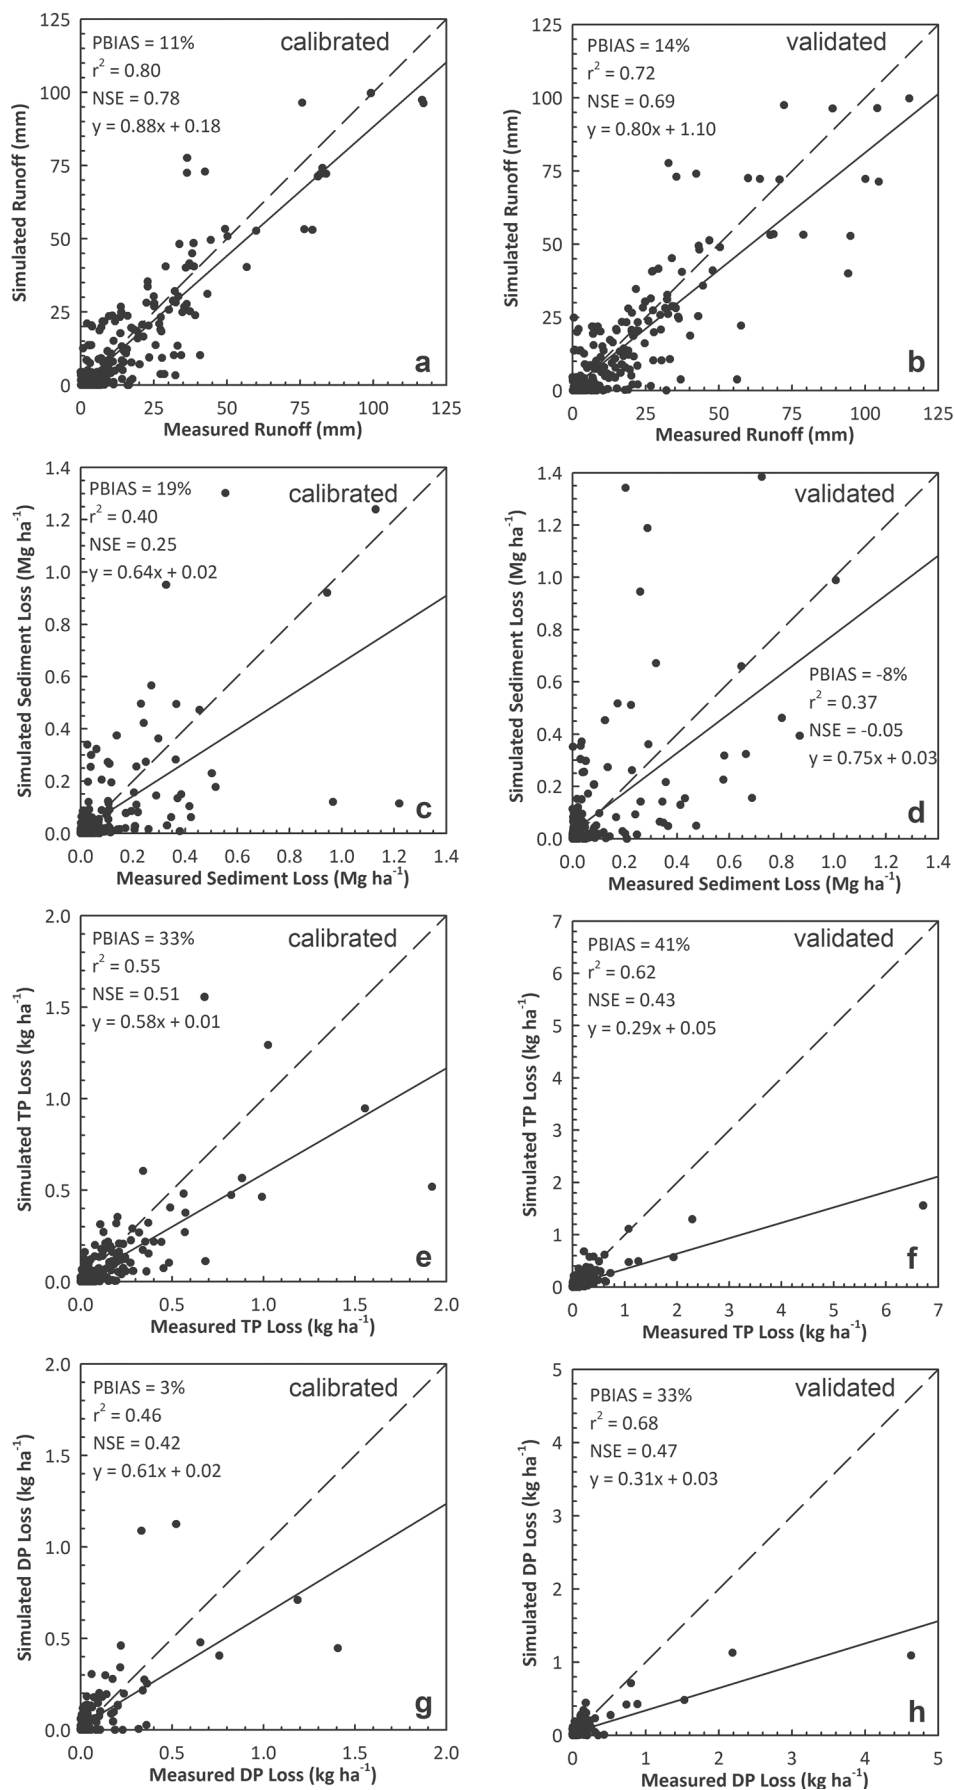 125
100
75
50
25
0
Simulated Runoff (mm)
PBIAS = 11%
r² = 0.80
NSE = 0.78
y = 0.88x + 0.18
calibrated
a
0 25 50 75 100 125
Measured Runoff (mm)
125
100
75
50
25
0
Simulated Runoff (mm)
PBIAS = 14%
r² = 0.72
NSE = 0.69
y = 0.80x + 1.10
validated
b
0 25 50 75 100 125
Measured Runoff (mm)
1.4
1.2
1.0
0.8
0.6
0.4
0.2
0.0
Simulated Sediment Loss (Mg ha⁻¹)
PBIAS = 19%
r² = 0.40
NSE = 0.25
y = 0.64x + 0.02
calibrated
c
0.0 0.2 0.4 0.6 0.8 1.0 1.2 1.4
Measured Sediment Loss (Mg ha⁻¹)
1.4
1.2
1.0
0.8
0.6
0.4
0.2
0.0
Simulated Sediment Loss (Mg ha⁻¹)
validated
PBIAS = -8%
r² = 0.37
NSE = -0.05
y = 0.75x + 0.03
d
0.0 0.2 0.4 0.6 0.8 1.0 1.2 1.4
Measured Sediment Loss (Mg ha⁻¹)
2.0
1.5
1.0
0.5
0.0
Simulated TP Loss (kg ha⁻¹)
PBIAS = 33%
r² = 0.55
NSE = 0.51
y = 0.58x + 0.01
calibrated
e
0.0 0.5 1.0 1.5 2.0
Measured TP Loss (kg ha⁻¹)
7
6
5
4
3
2
1
0
Simulated TP Loss (kg ha⁻¹)
PBIAS = 41%
r² = 0.62
NSE = 0.43
y = 0.29x + 0.05
validated
f
0 1 2 3 4 5 6 7
Measured TP Loss (kg ha⁻¹)
2.0
1.5
1.0
0.5
0.0
Simulated DP Loss (kg ha⁻¹)
PBIAS = 3%
r² = 0.46
NSE = 0.42
y = 0.61x + 0.02
calibrated
g
0.0 0.5 1.0 1.5 2.0
Measured DP Loss (kg ha⁻¹)
5
4
3
2
1
0
Simulated DP Loss (kg ha⁻¹)
PBIAS = 33%
r² = 0.68
NSE = 0.47
y = 0.31x + 0.03
validated
h
0 1 2 3 4 5
Measured DP Loss (kg ha⁻¹)